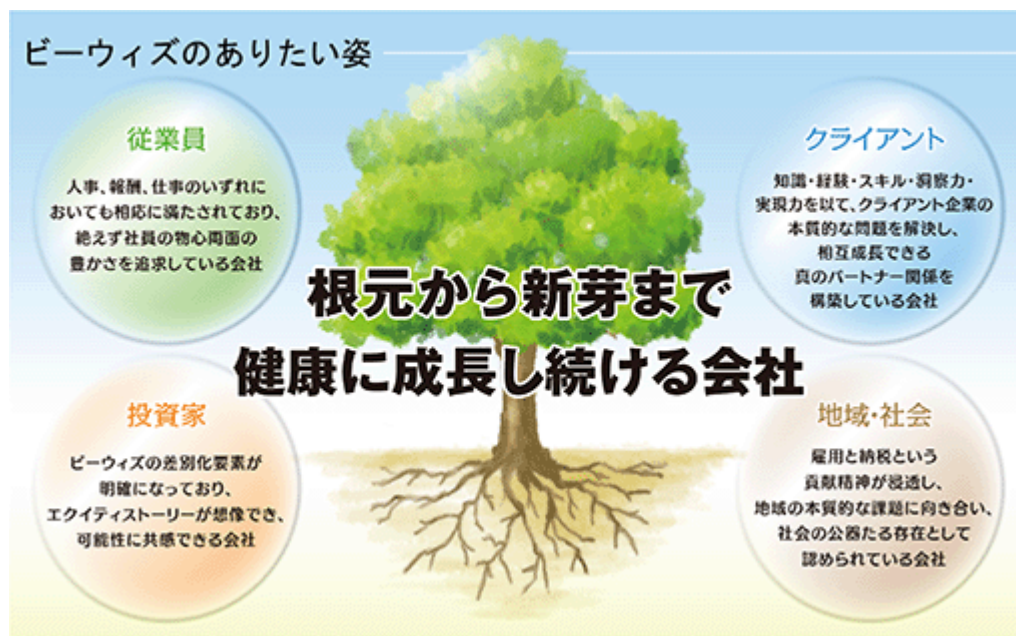 ビーウィズのありたい姿
従業員
人事、報酬、仕事のいずれに
おいても相応に満たされており、
絶えず社員の物心両面の
豊かさを追求している会社
クライアント
知識・経験・スキル・洞察力・
実現力を以て、クライアント企業の
本質的な問題を解決し、
相互成長できる
真のパートナー関係を
構築している会社
根元から新芽まで
健康に成長し続ける会社
投資家
ビーウィズの差別化要素が
明確になっており、
エクイティストーリーが想像でき、
可能性に共感できる会社
地域・社会
雇用と納税という
貢献精神が浸透し、
地域の本質的な課題に向き合い、
社会の公器たる存在として
認められている会社